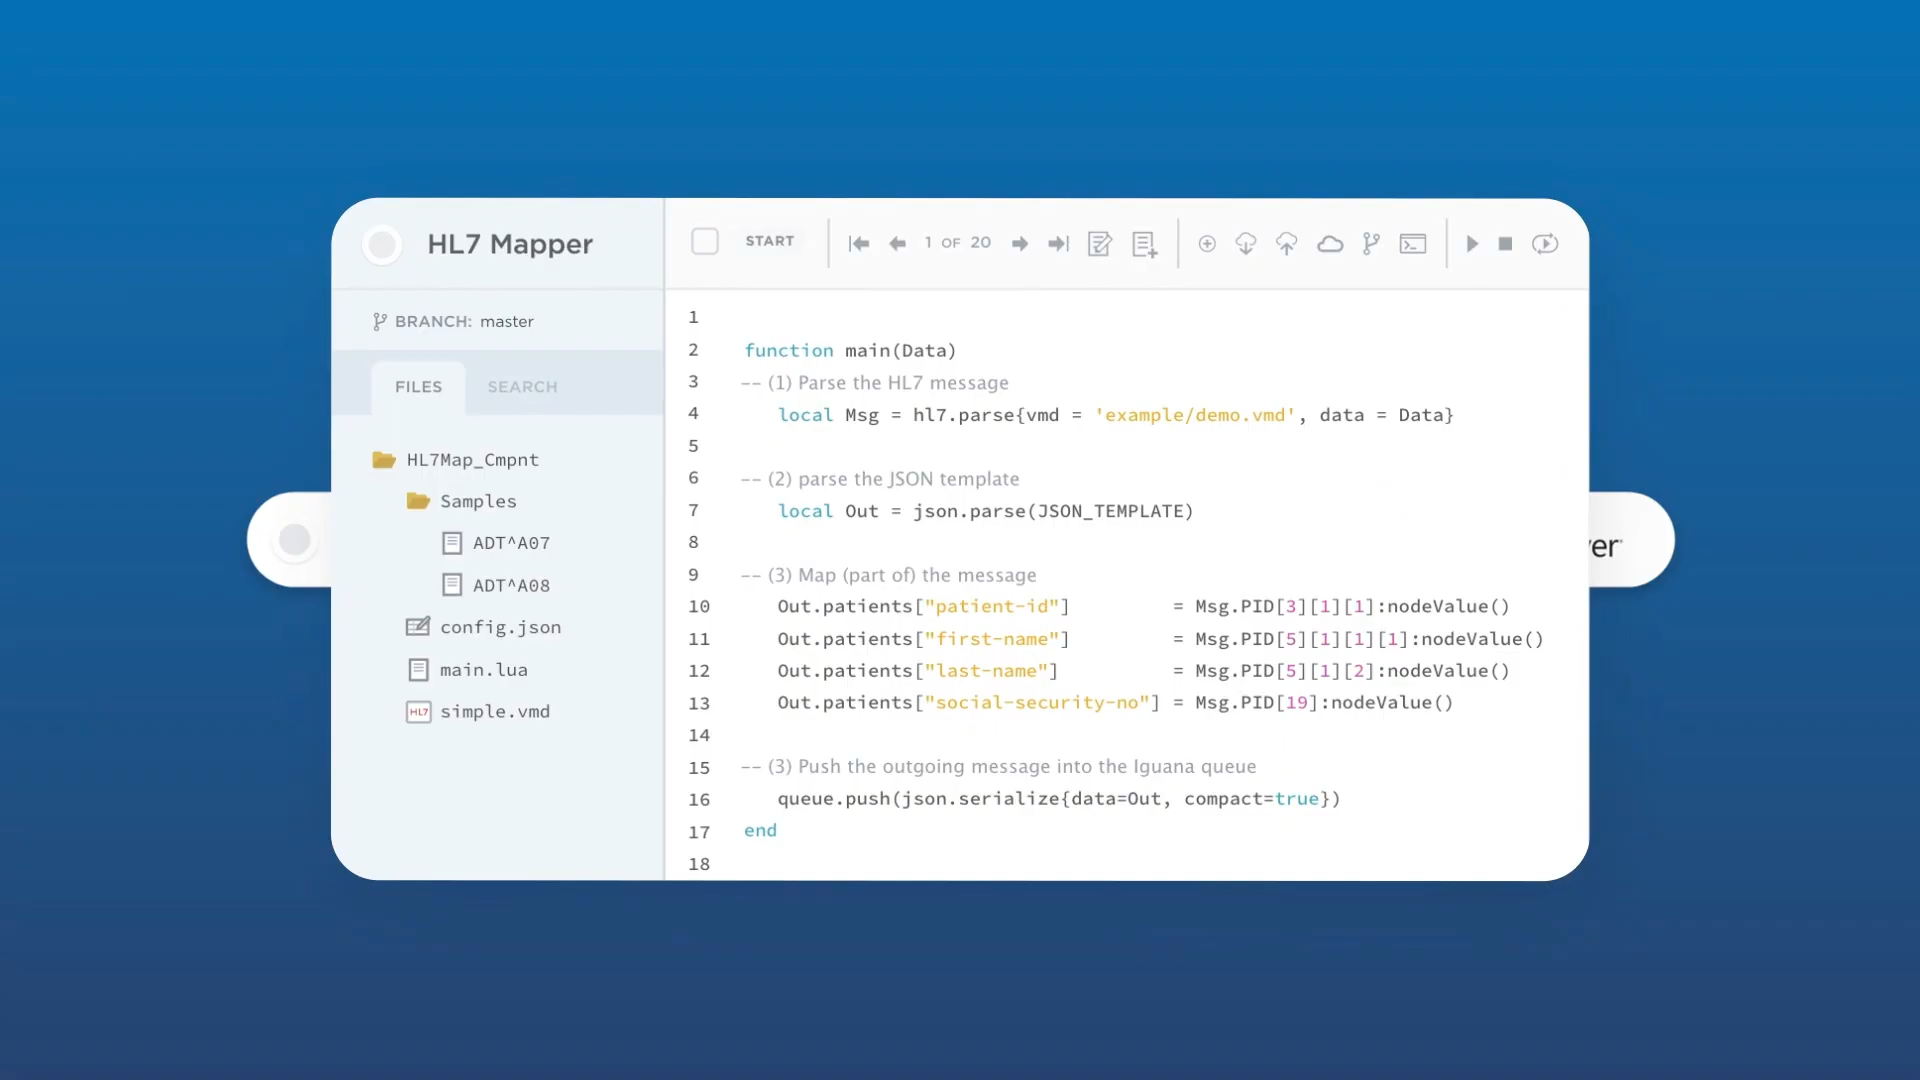 HL7 Mapper
START
1 OF 20
BRANCH: master
FILES
SEARCH
HL7Map_Cmpnt
Samples
ADT^A07
ADT^A08
config.json
main.lua
HL7 simple.vmd
1
2 function main(Data)
3 -- (1) Parse the HL7 message
4 local Msg = hl7.parse{vmd = 'example/demo.vmd', data = Data}
5
6 -- (2) parse the JSON template
7 local Out = json.parse(JSON_TEMPLATE)
8
9 -- (3) Map (part of) the message
10 Out.patients["patient-id"] = Msg.PID[3][1][1]:nodeValue()
11 Out.patients["first-name"] = Msg.PID[5][1][1][1]:nodeValue()
12 Out.patients["last-name"] = Msg.PID[5][1][2]:nodeValue()
13 Out.patients["social-security-no"] = Msg.PID[19]:nodeValue()
14
15 -- (3) Push the outgoing message into the Iguana queue
16 queue.push(json.serialize{data=Out, compact=true})
17 end
18